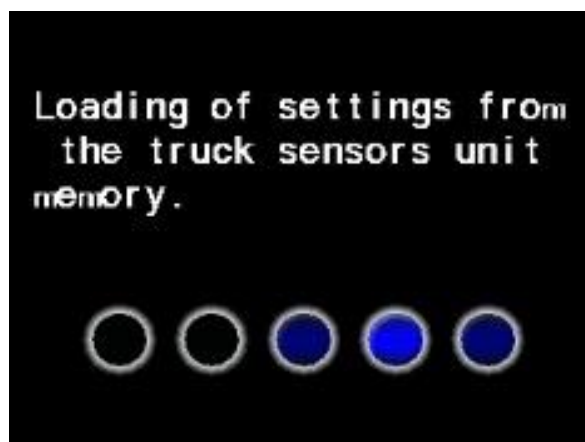 Loading of settings from
the truck sensors unit
memory.